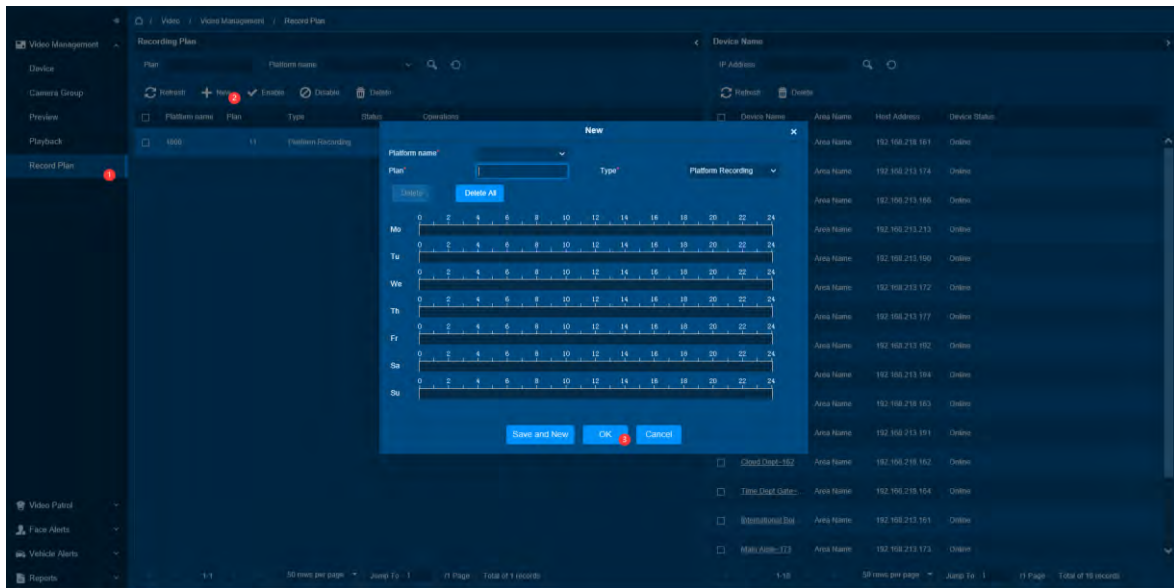 Video / Video Management / Record Plan
Video Management
Device
Camera Group
Preview
Playback
Record Plan
1
Video Patrol
Face Alerts
Vehicle Alerts
Reports
Recording Plan
Plan Platform name
Refresh New Enable Disable Delete
2
Platform name Plan Type Status Operations
11 Platform Recording
1-1 50 rows per page Jump To 1 /1 Page Total of 1 records
New
Platform name*
Plan* Type* Platform Recording
Delete Delete All
0 2 4 6 8 10 12 14 16 18 20 22 24
Mo
0 2 4 6 8 10 12 14 16 18 20 22 24
Tu
0 2 4 6 8 10 12 14 16 18 20 22 24
We
0 2 4 6 8 10 12 14 16 18 20 22 24
Th
0 2 4 6 8 10 12 14 16 18 20 22 24
Fr
0 2 4 6 8 10 12 14 16 18 20 22 24
Sa
0 2 4 6 8 10 12 14 16 18 20 22 24
Su
Save and New OK Cancel
3
Device Name
IP Address
Refresh Delete
Device Name Area Name Host Address Device Status
Area Name 192.168.218.161 Online
Area Name 192.168.213.174 Online
Area Name 192.168.213.168 Online
Area Name 192.168.213.213 Online
Area Name 192.168.213.190 Online
Area Name 192.168.213.172 Online
Area Name 192.168.213.177 Online
Area Name 192.168.213.192 Online
Area Name 192.168.213.184 Online
Area Name 192.168.218.163 Online
Area Name 192.168.213.191 Online
Cloud Dept-162 Area Name 192.168.218.162 Online
Time Dept Gate- Area Name 192.168.218.164 Online
International Area Name 192.168.213.161 Online
Main Area Name 192.168.213.173 Online
50 rows per page Jump To 1 /1 Page